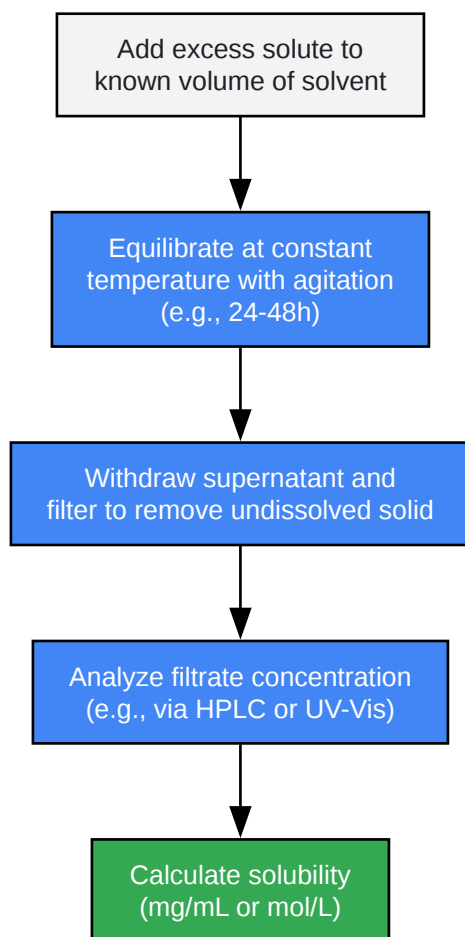 Add excess solute to
known volume of solvent
Equilibrate at constant
temperature with agitation
(e.g., 24-48h)
Withdraw supernatant and
filter to remove undissolved solid
Analyze filtrate concentration
(e.g., via HPLC or UV-Vis)
Calculate solubility
(mg/mL or mol/L)